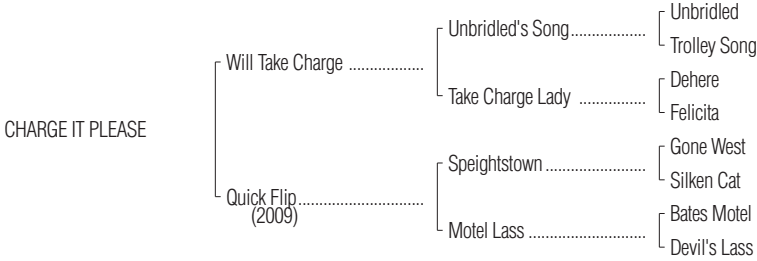 Unbridled
Unbridled's Song..................
Trolley Song
Will Take Charge ..................
Dehere
Take Charge Lady ................
Felicita
CHARGE IT PLEASE
Gone West
Speightstown........................
Silken Cat
Quick Flip..............................
(2009)
Bates Motel
Motel Lass ............................
Devil's Lass